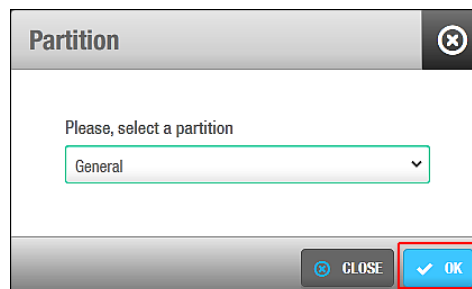 Partition
Please, select a partition
General
CLOSE
OK